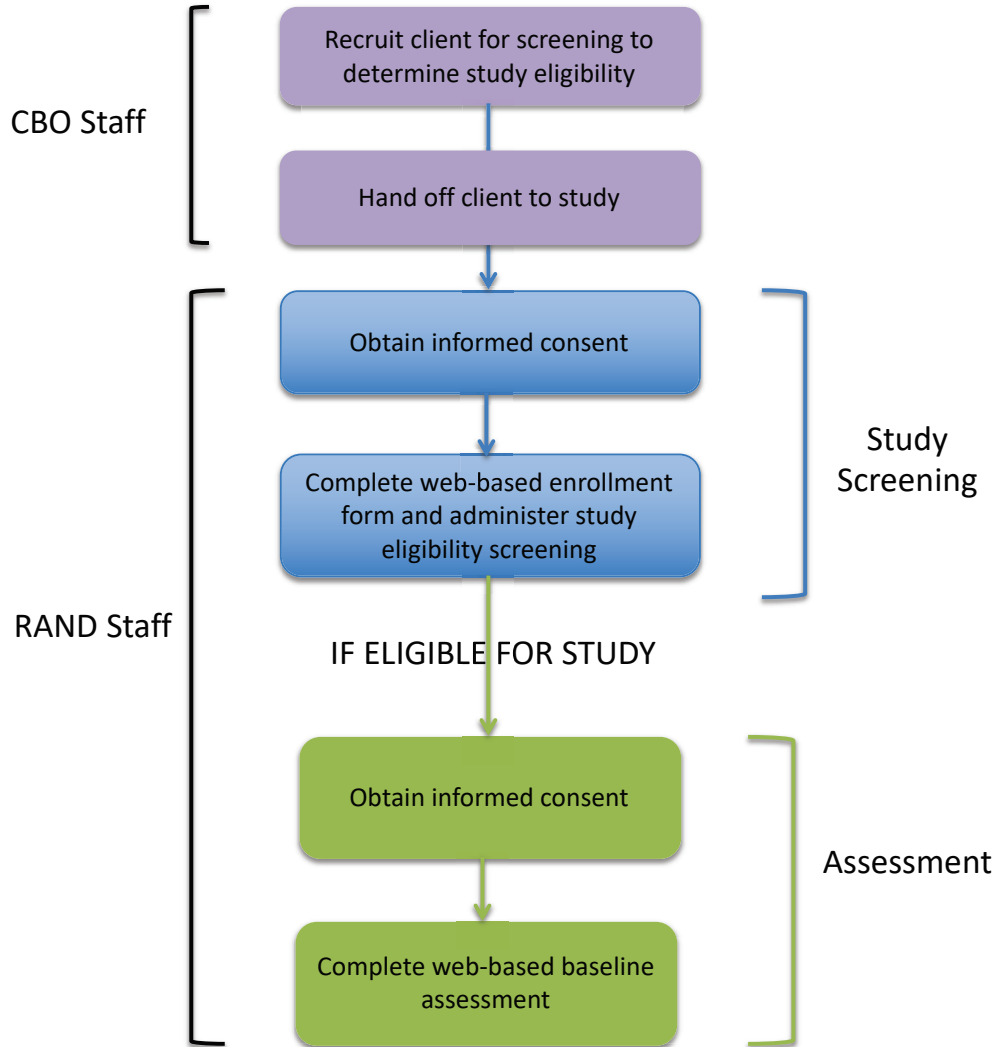 Recruit client for screening to
determine study eligibility
CBO Staff
Hand off client to study
Obtain informed consent
Study
Screening
Complete web-based enrollment
form and administer study
eligibility screening
RAND Staff
IF ELIGIBLE FOR STUDY
Obtain informed consent
Assessment
Complete web-based baseline
assessment